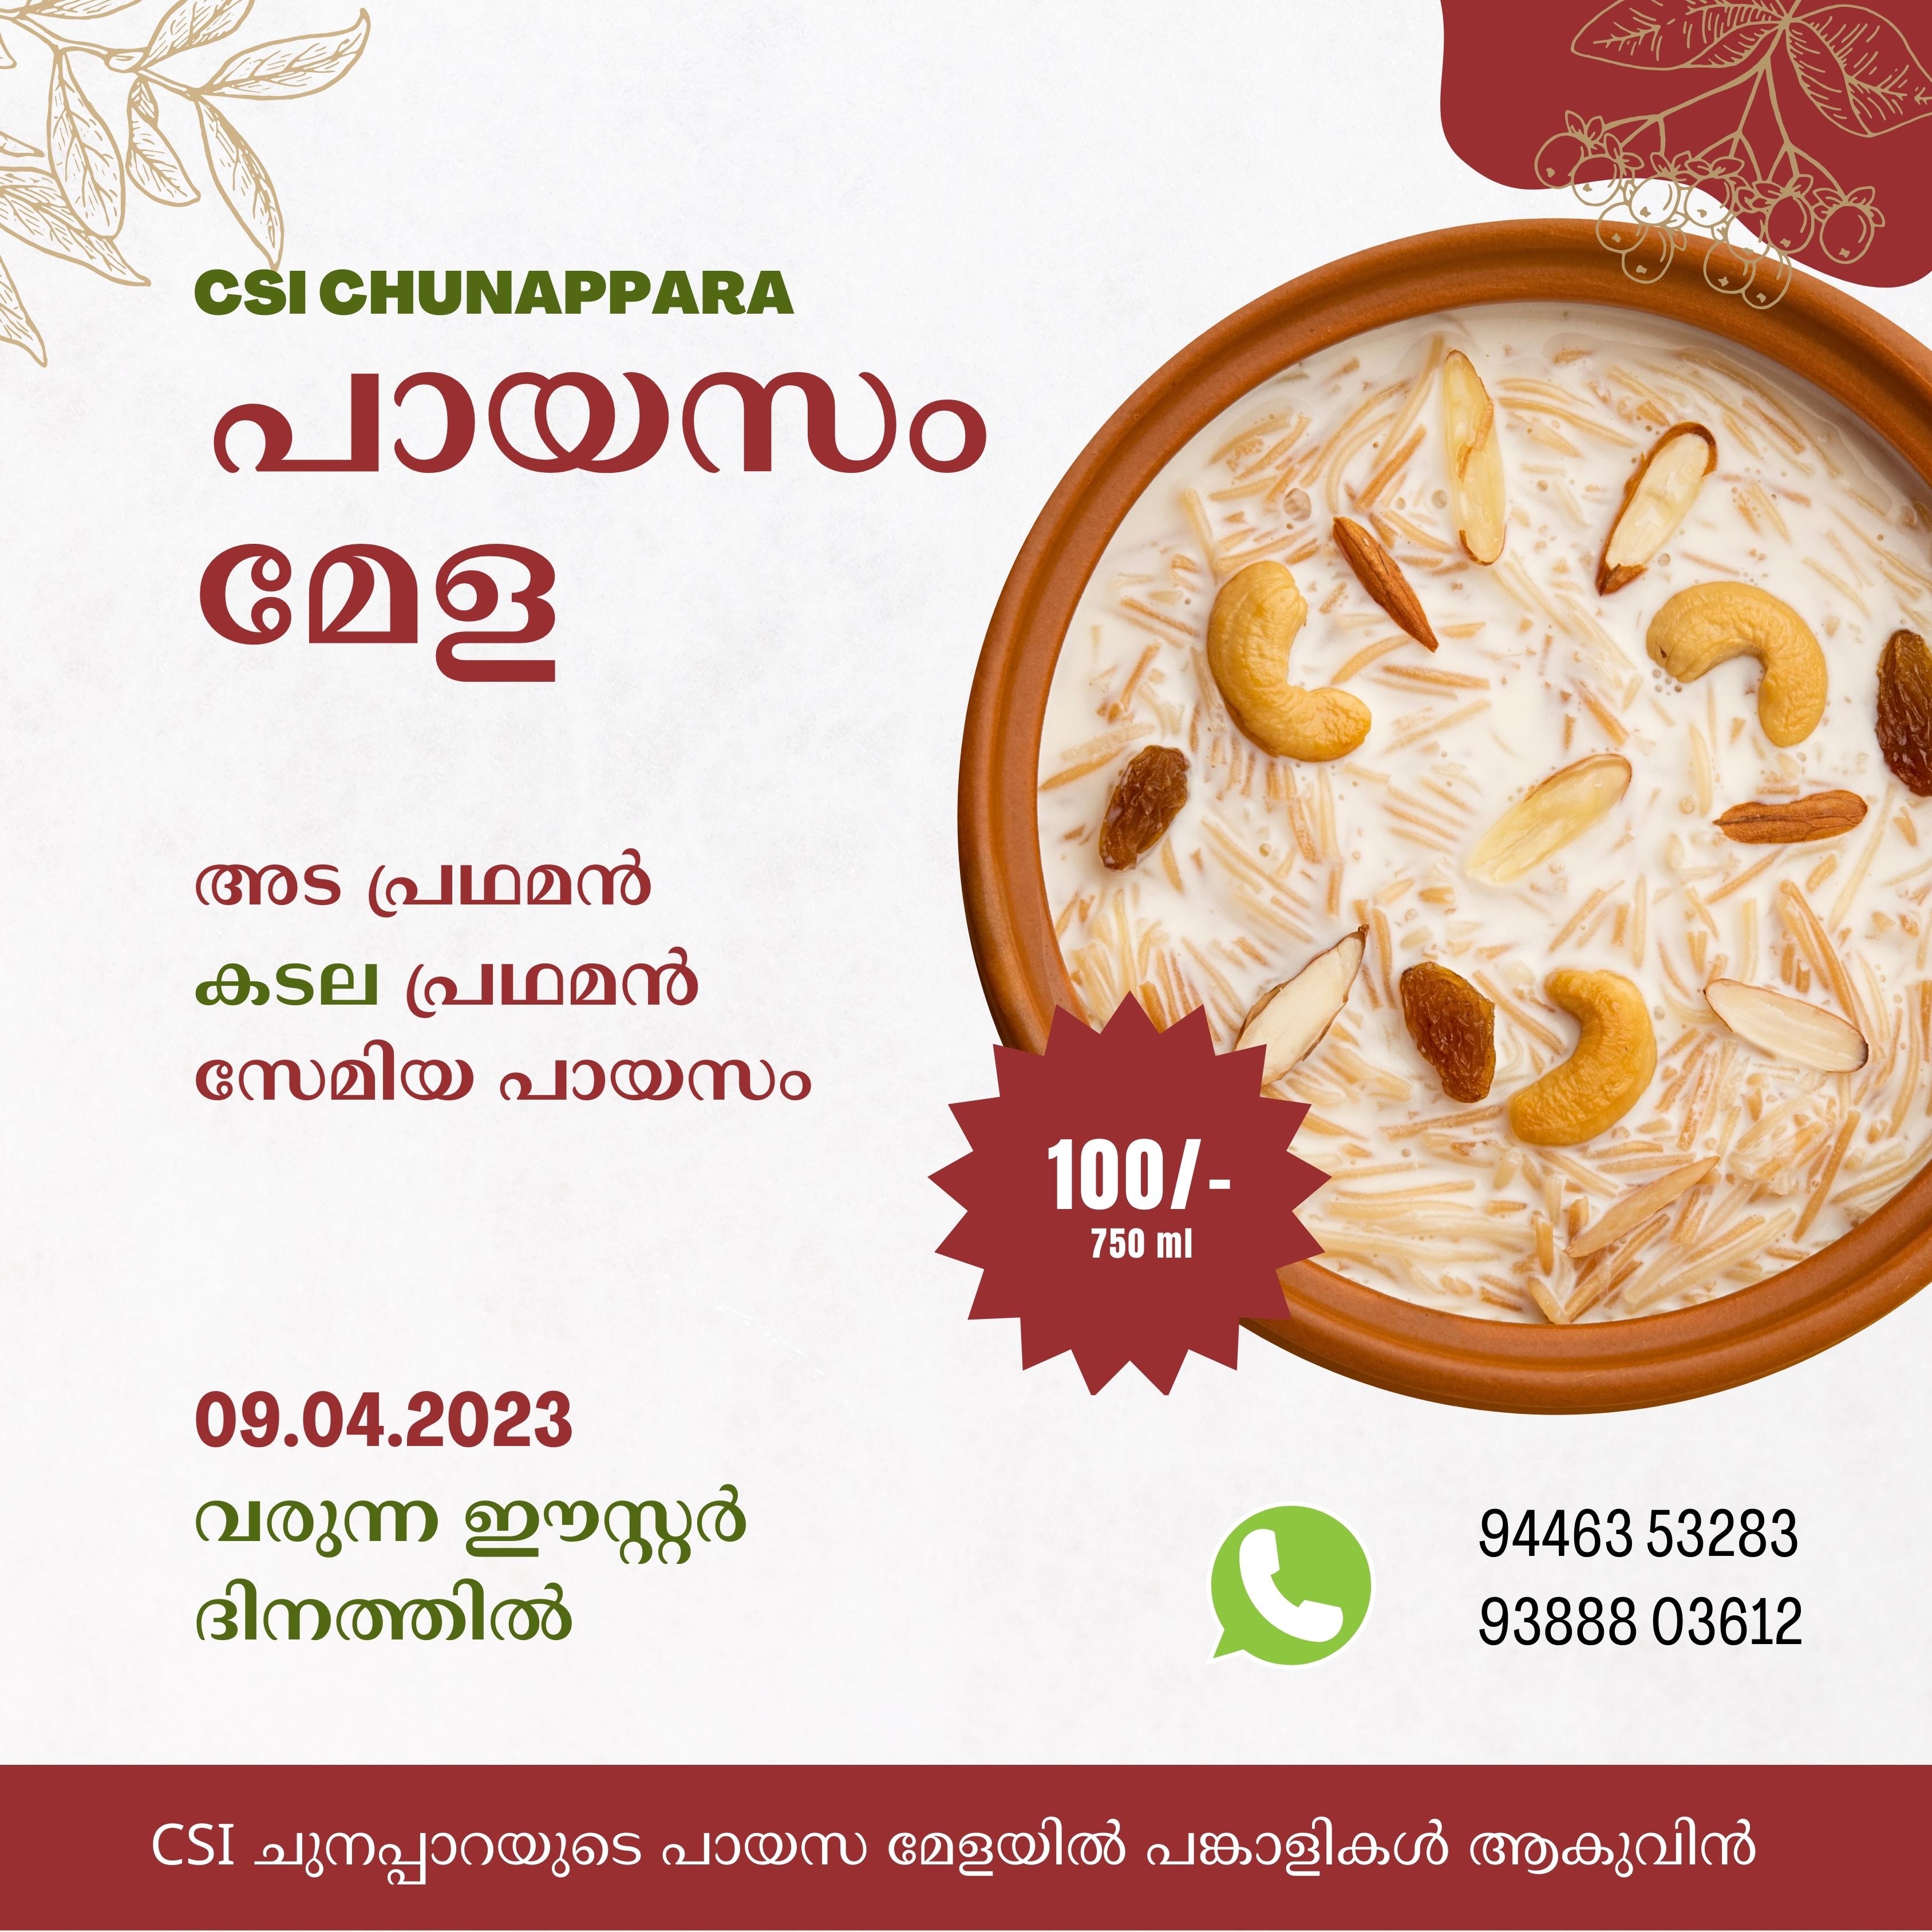 CSI CHUNAPPARA
പായസം
മേള
അട പ്രഥമൻ
കടല പ്രഥമൻ
സേമിയ പായസം
100/-
750 ml
09.04.2023
വരുന്ന ഈസ്റ്റർ
ദിനത്തിൽ
94463 53283
93888 03612
CSI ചുനപ്പാറയുടെ പായസ മേളയിൽ പങ്കാളികൾ ആകുവിൻ